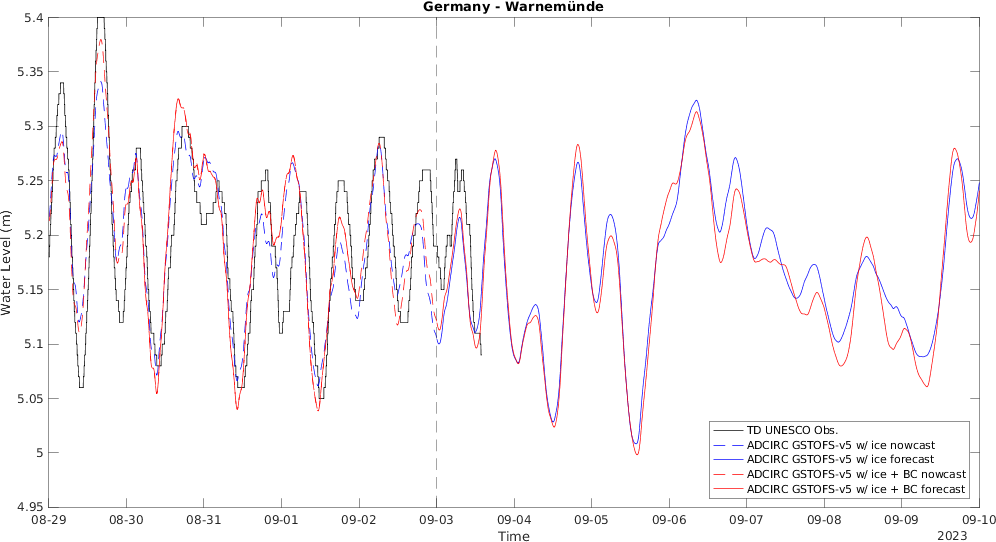 Germany - Warnemünde
5.4
5.35
5.3
5.25
5.2
5.15
5.1
5.05
5
4.95
Water Level (m)
08-29 08-30 08-31 09-01 09-02 09-03 09-04 09-05 09-06 09-07 09-08 09-09 09-10
Time
2023
TD UNESCO Obs.
ADCIRC GSTOFS-v5 w/ ice nowcast
ADCIRC GSTOFS-v5 w/ ice forecast
ADCIRC GSTOFS-v5 w/ ice + BC nowcast
ADCIRC GSTOFS-v5 w/ ice + BC forecast